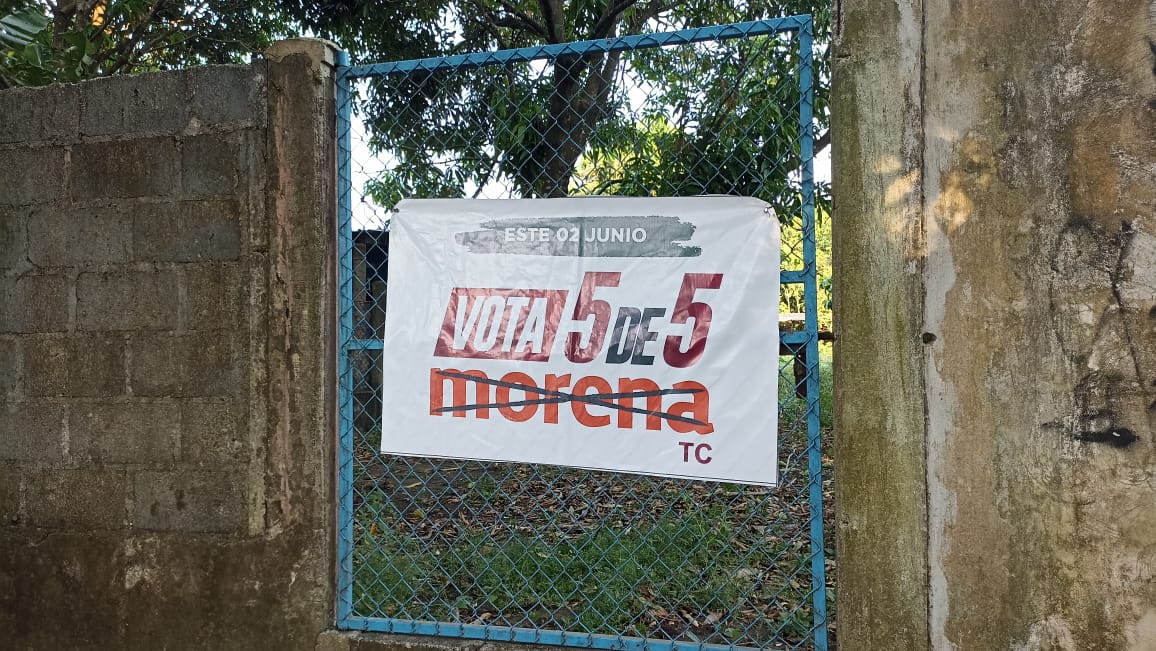 ESTE 02 JUNIO
VOTA 5 DE 5
morena
TC